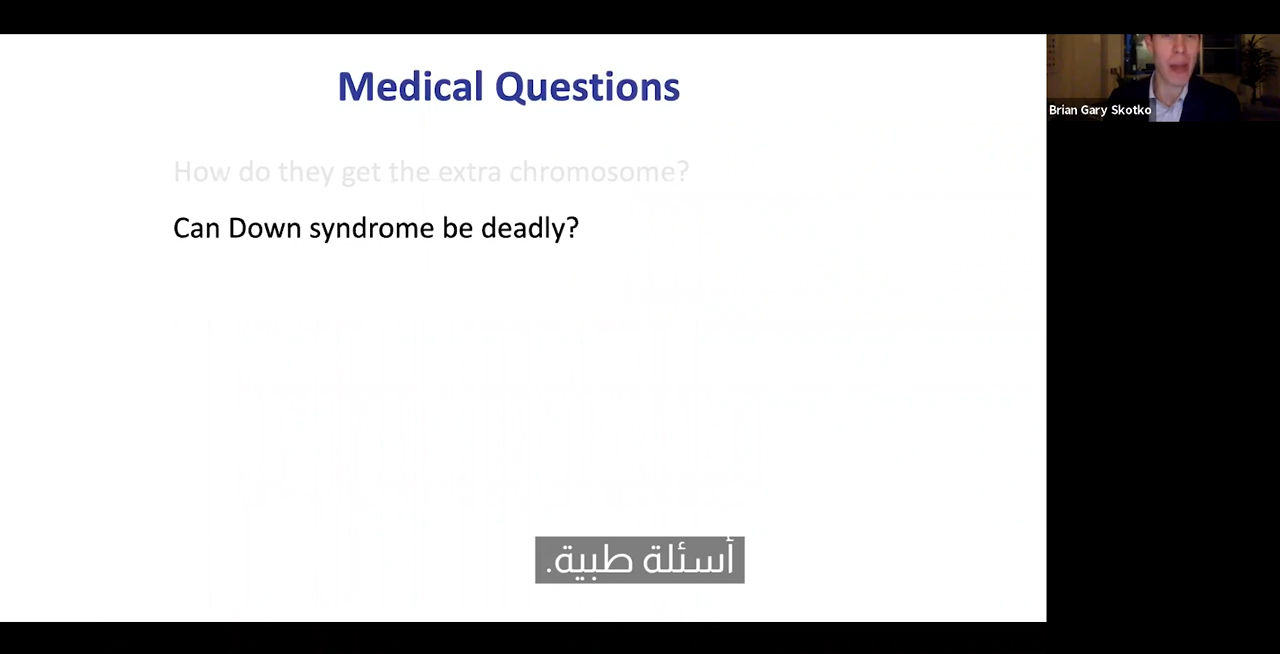 Medical Questions
Brian Gary Skotko
How do they get the extra chromosome?
Can Down syndrome be deadly?
أسئلة طبية.